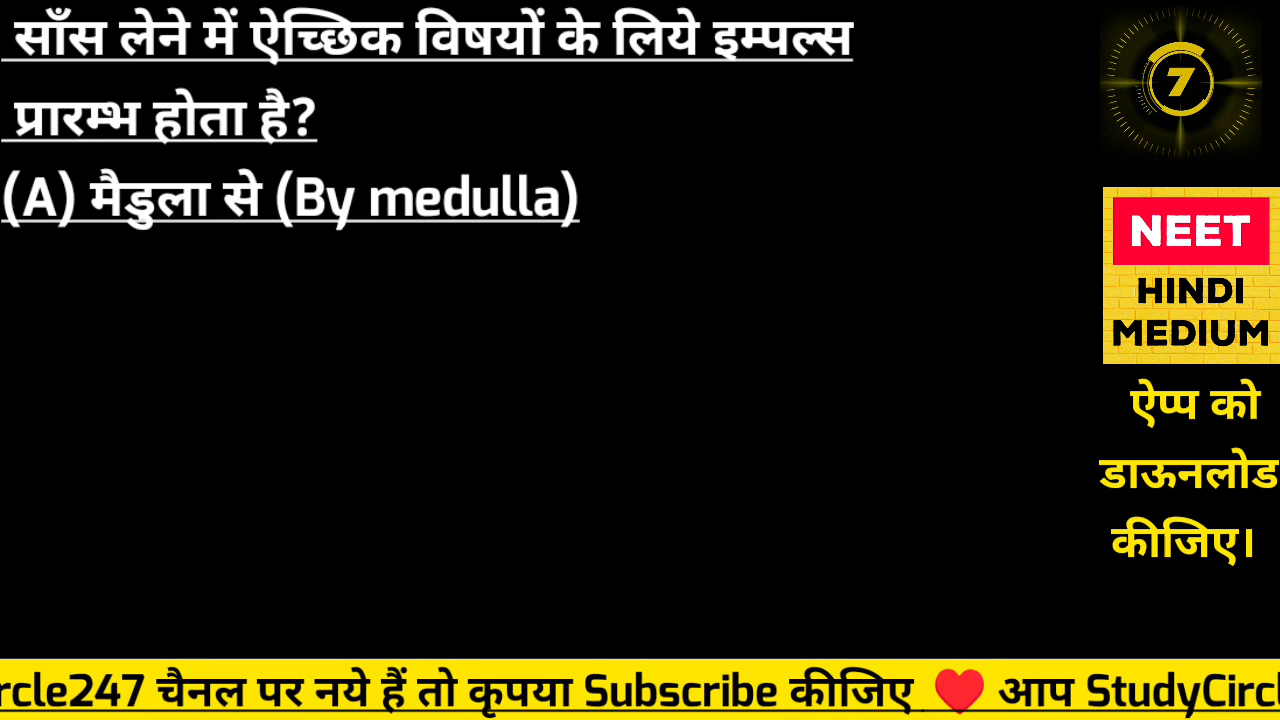 साँस लेने में ऐच्छिक विषयों के लिये इम्पल्स
प्रारम्भ होता है?
(A) मैडुला से (By medulla)
7
NEET
HINDI
MEDIUM
ऐप्प को
डाऊनलोड
कीजिए।
rcle247 चैनल पर नये हैं तो कृपया Subscribe कीजिए ❤️ आप StudyCircl